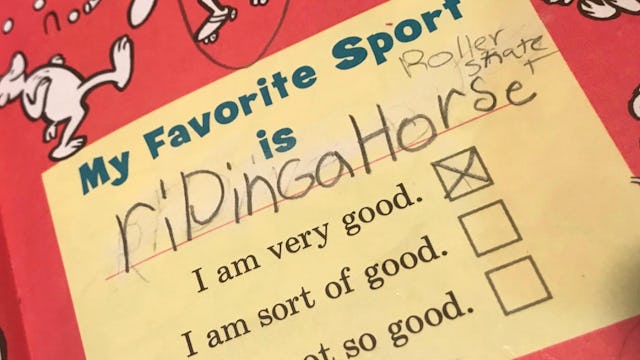 My Favorite Sport
Roller
skate
is
+
riDinGaHorse
I am very good.
I am sort of good.
ot so good.